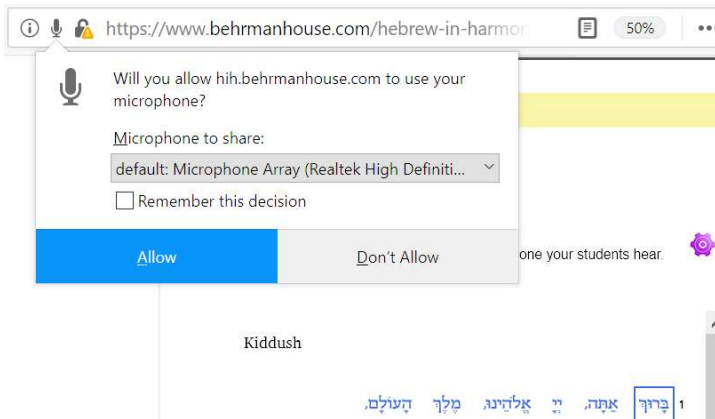 https://www.behrmanhouse.com/hebrew-in-harmon
50%
Will you allow hih.behrmanhouse.com to use your
microphone?
Microphone to share:
default: Microphone Array (Realtek High Definiti...
Remember this decision
Allow
Don't Allow
one your students hear.
Kiddush
1 בָּרוּךְ אַתָּה, יְיָ אֱלֹהֵינוּ, מֶלֶךְ הָעוֹלָם,